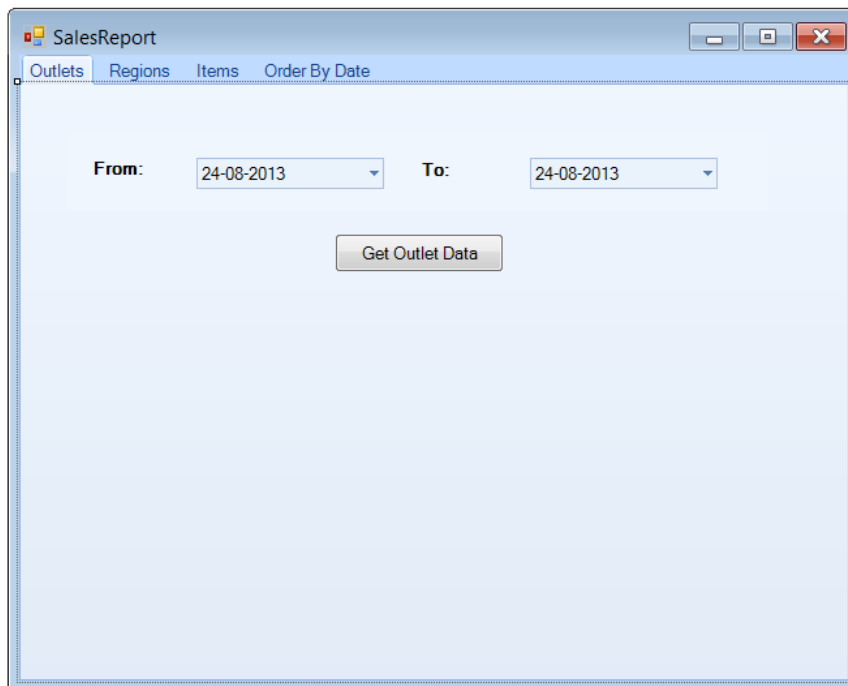 SalesReport
Outlets Regions Items Order By Date
From: 24-08-2013 To: 24-08-2013
Get Outlet Data